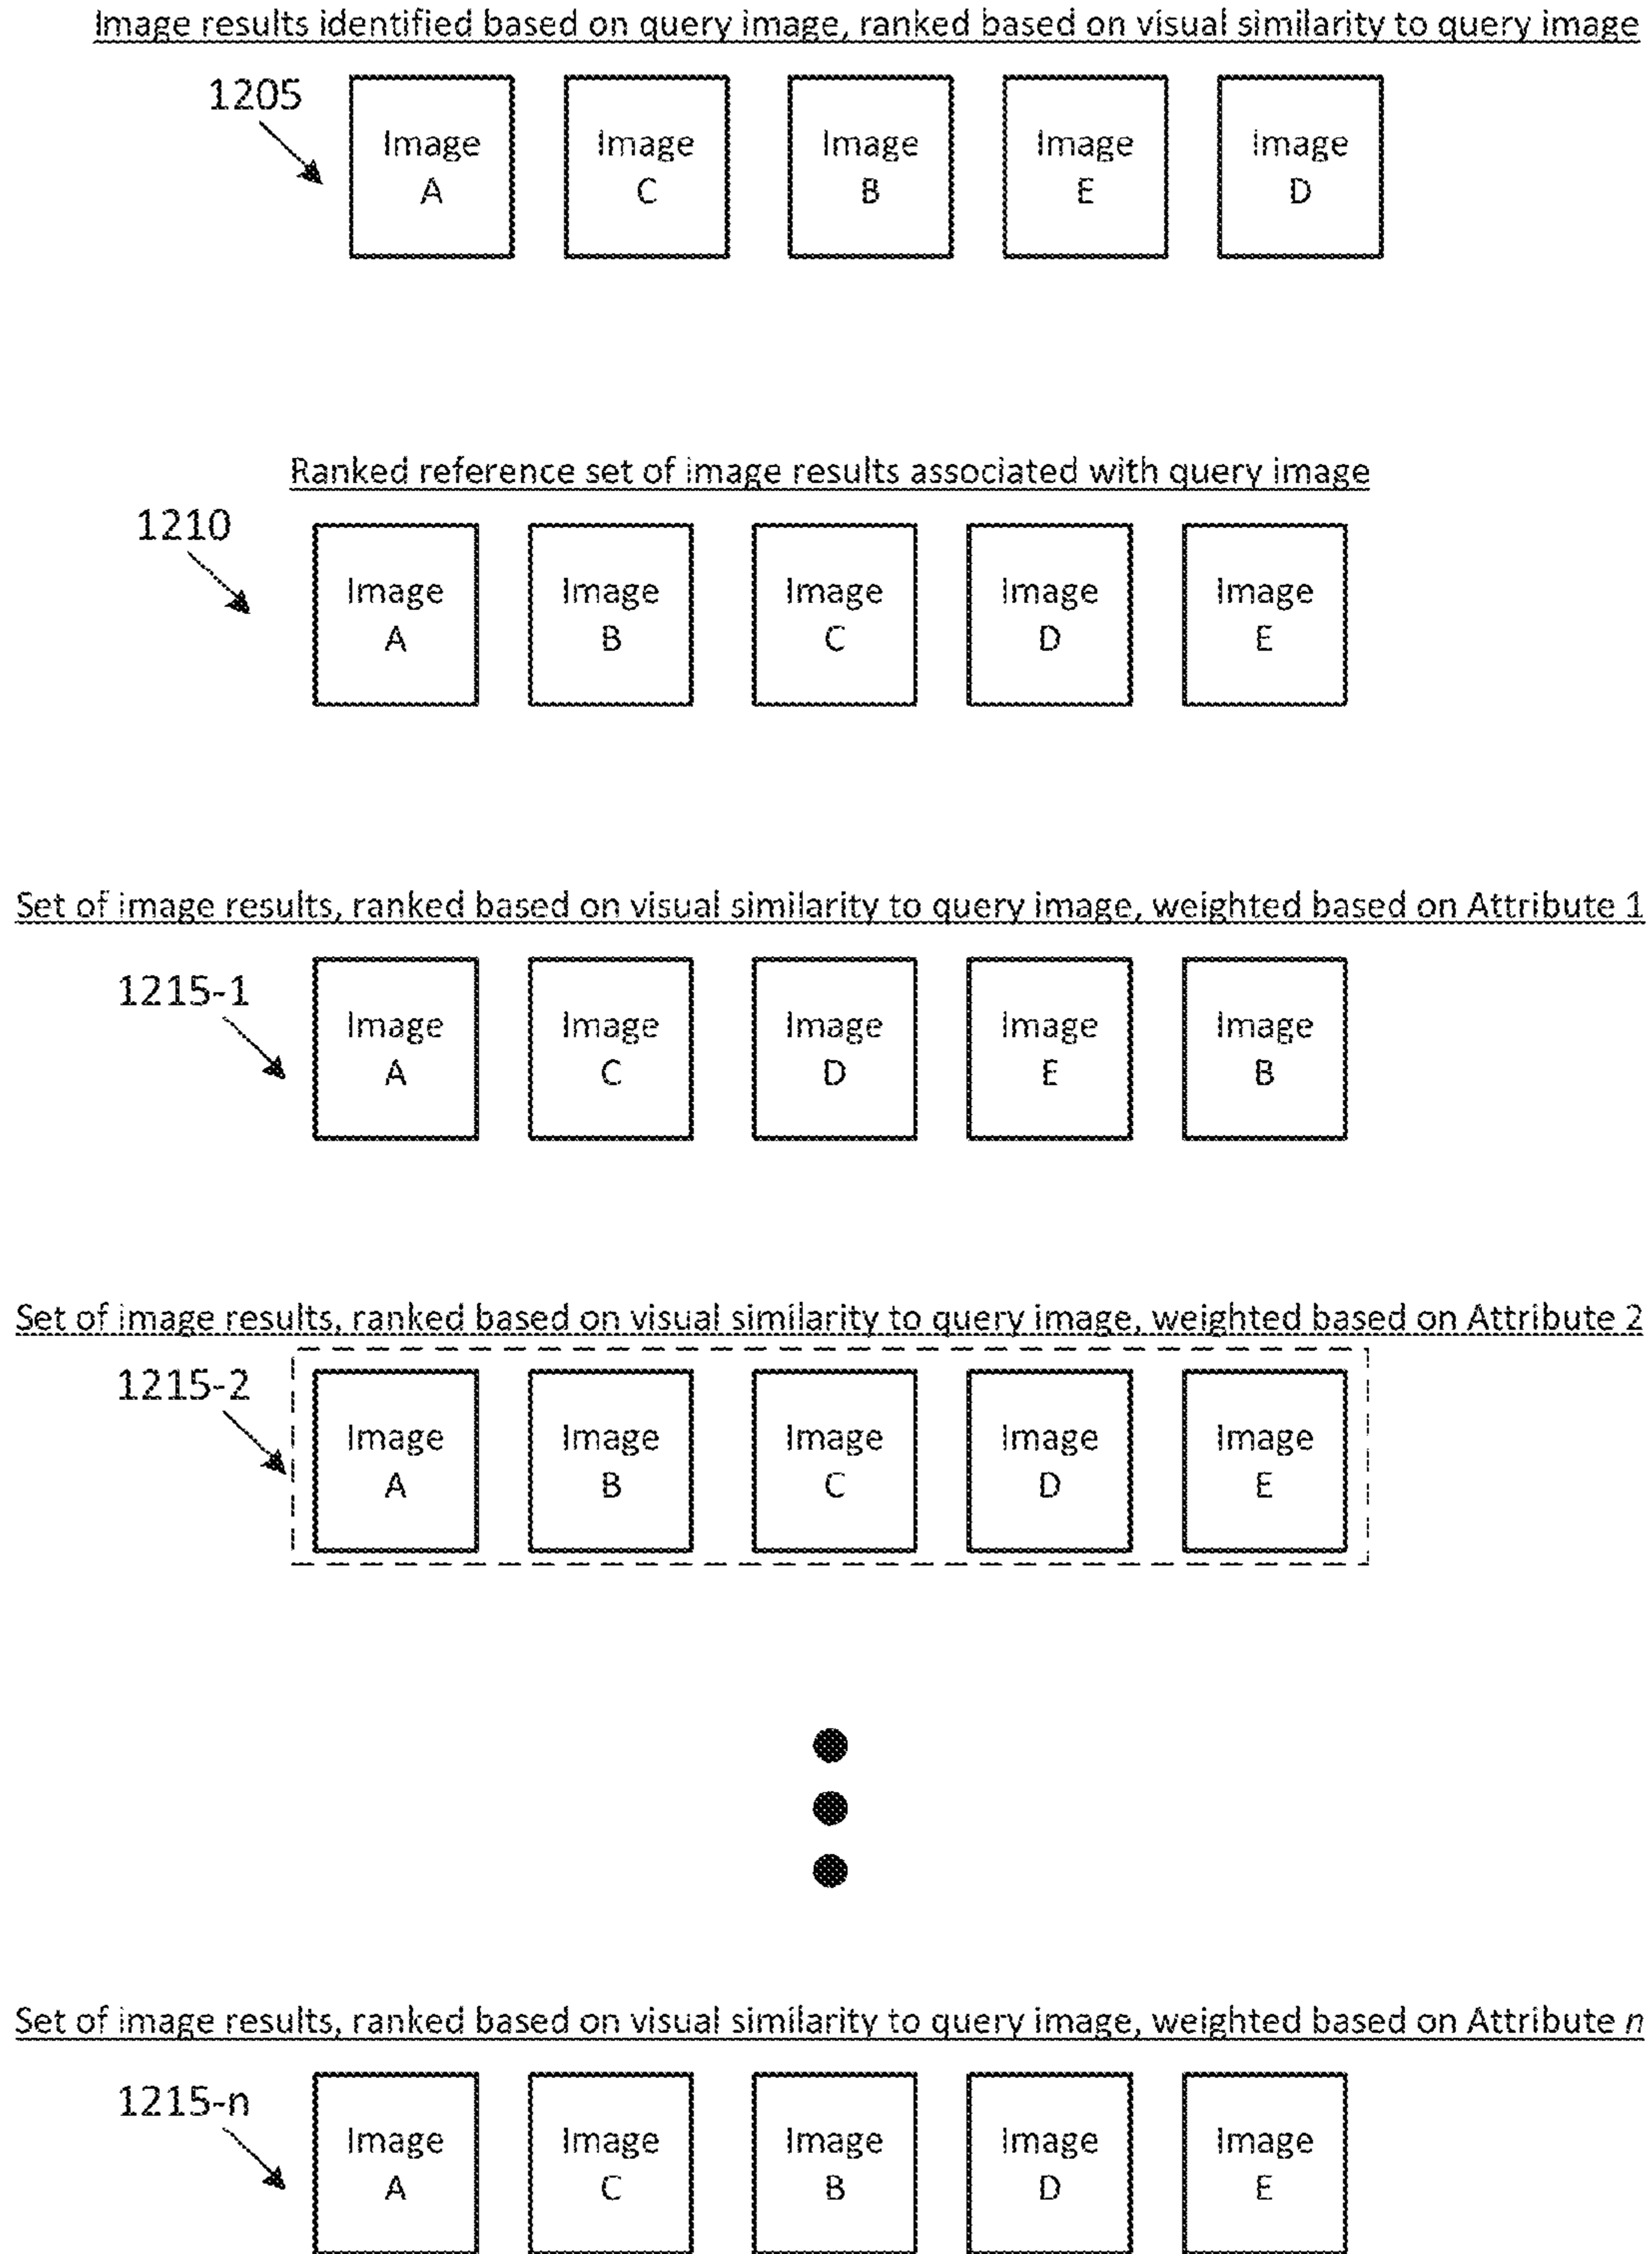 Image results identified based on query image, ranked based on visual similarity to query image
1205
Image Image Image Image Image
A C B E D
Ranked reference set of image results associated with query image
1210
Image Image Image Image Image
A B C D E
Set of image results, ranked based on visual similarity to query image, weighted based on Attribute 1
1215-1
Image Image Image Image Image
A C D E B
Set of image results, ranked based on visual similarity to query image, weighted based on Attribute 2
1215-2
Image Image Image Image Image
A B C D E
Set of image results, ranked based on visual similarity to query image, weighted based on Attribute n
1215-n
Image Image Image Image Image
A C B D E